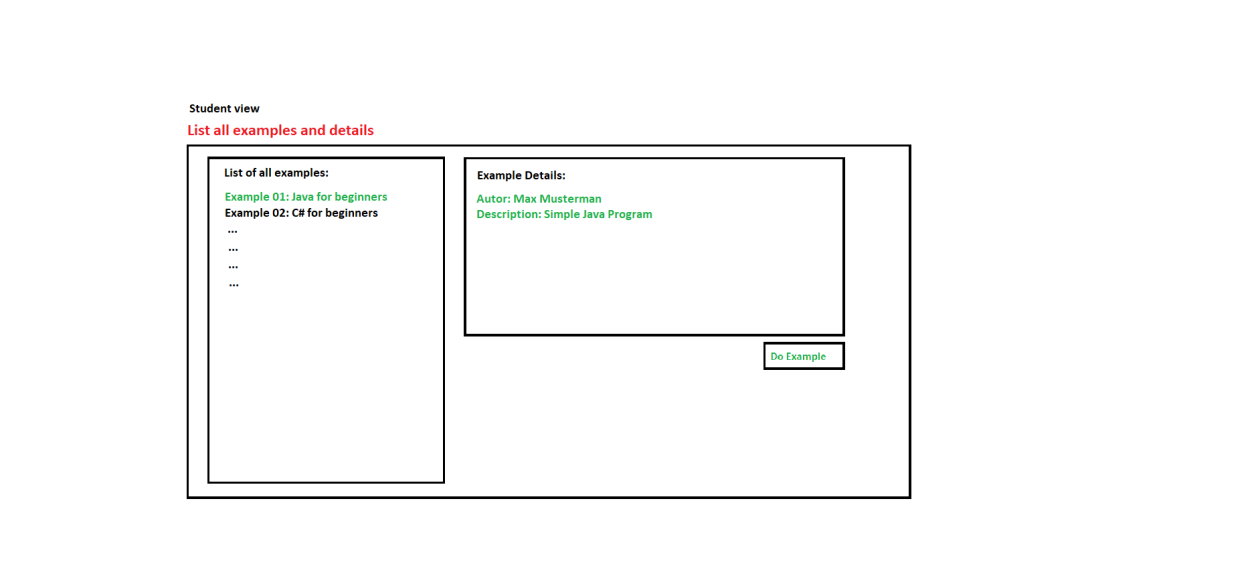 Student view
List all examples and details
List of all examples:
Example 01: Java for beginners
Example 02: C# for beginners
...
...
...
...
Example Details:
Autor: Max Musterman
Description: Simple Java Program
Do Example